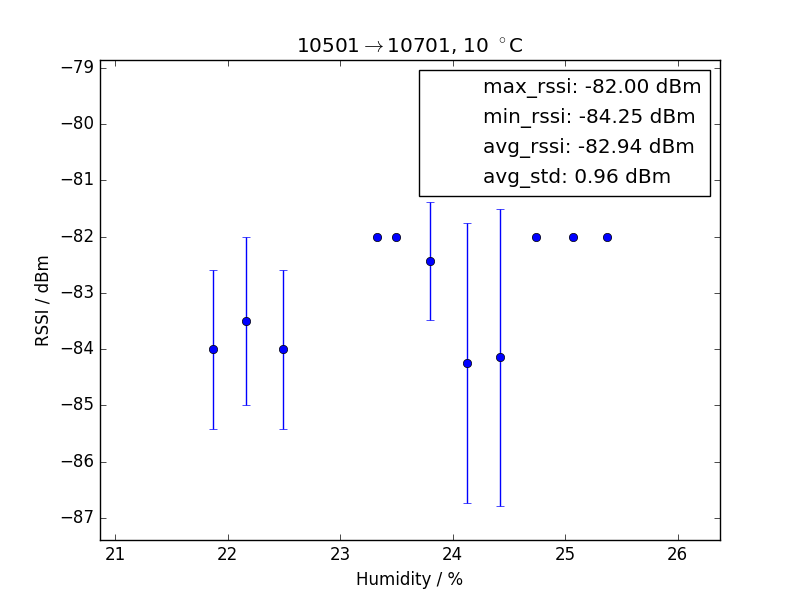 10501→10701, 10 °C
max_rssi: -82.00 dBm
min_rssi: -84.25 dBm
avg_rssi: -82.94 dBm
avg_std: 0.96 dBm
RSSI / dBm
−79
−80
−81
−82
−83
−84
−85
−86
−87
21 22 23 24 25 26
Humidity / %